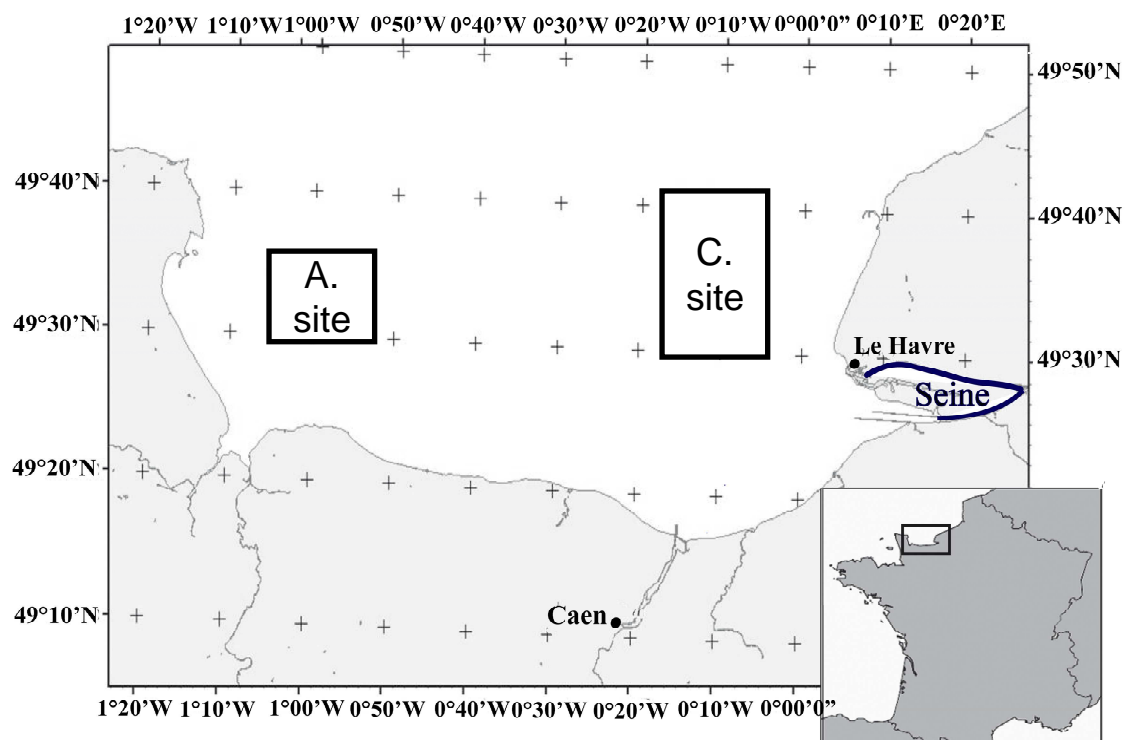 1°20’W 1°10’W 1°00’W 0°50’W 0°40’W 0°30’W 0°20’W 0°10’W 0°00’0” 0°10’E 0°20’E
49°50’N
49°40’N
49°40’N
C.
site
A.
site
49°30’N
Le Havre
49°30’N
Seine
49°20’N
49°10’N
Caen
1°20’W 1°10’W 1°00’W 0°50’W 0°40’W 0°30’W 0°20’W 0°10’W 0°00’0”